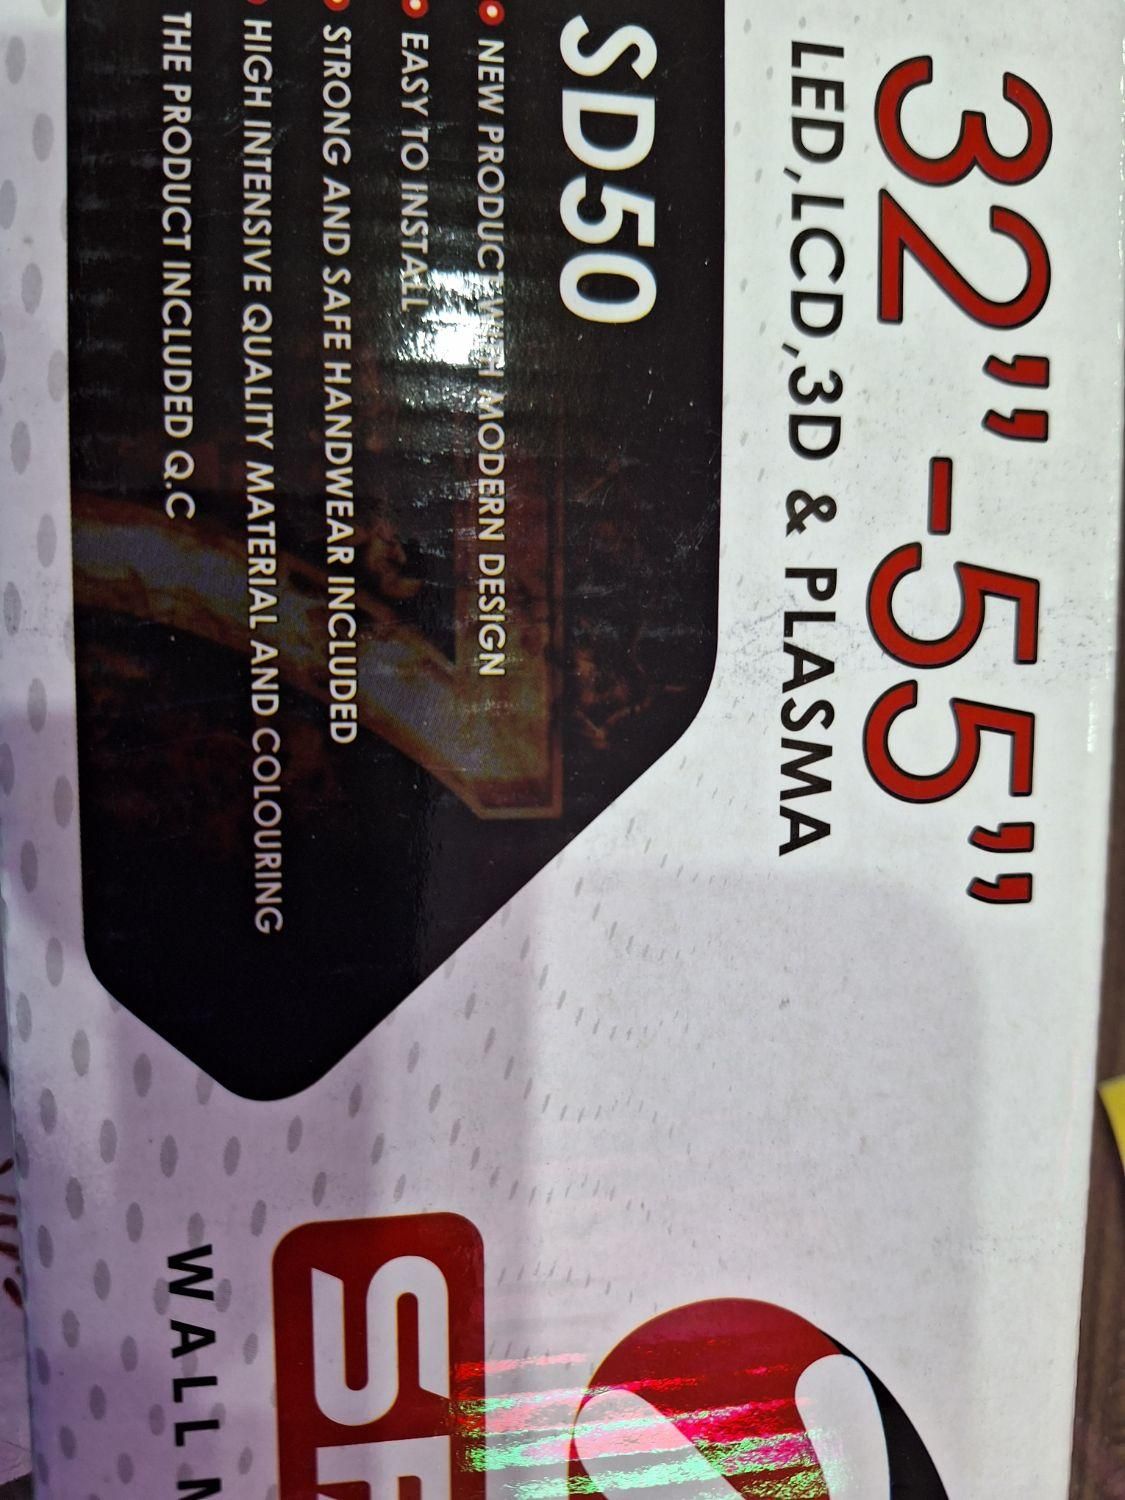 32"-55"
LED,LCD,3D & PLASMA
SD50
NEW PRODUCT WITH MODERN DESIGN
EASY TO INSTALL
STRONG AND SAFE HANDWEAR INCLUDED
HIGH INTENSIVE QUALITY MATERIAL AND COLOURING
THE PRODUCT INCLUDED Q.C
WALL